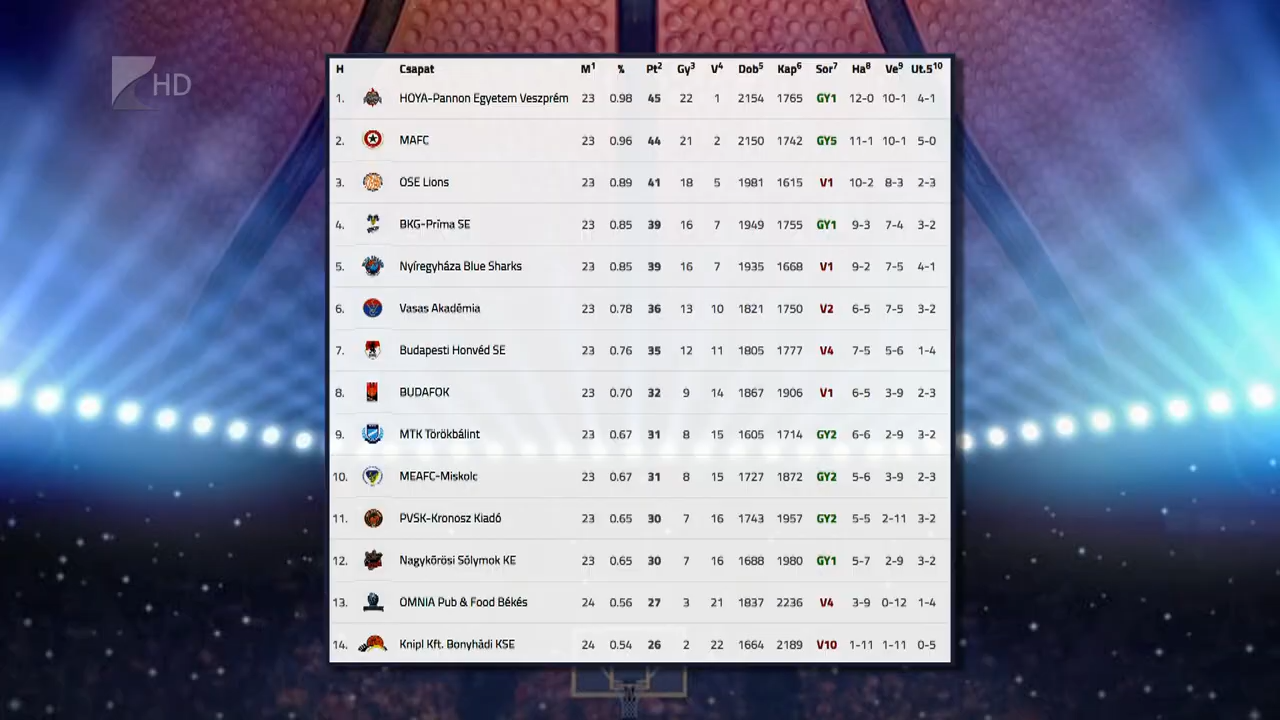 HD
H Csapat M¹ % Pt² Gy³ V⁴ Dob⁵ Kap⁶ Sor⁷ Ha⁸ Ve⁹ Ut.5¹⁰
1. HOYA-Pannon Egyetem Veszprém 23 0.98 45 22 1 2154 1765 GY1 12-0 10-1 4-1
2. MAFC 23 0.96 44 21 2 2150 1742 GY5 11-1 10-1 5-0
3. OSE Lions 23 0.89 41 18 5 1981 1615 V1 10-2 8-3 2-3
4. BKG-Príma SE 23 0.85 39 16 7 1949 1755 GY1 9-3 7-4 3-2
5. Nyíregyháza Blue Sharks 23 0.85 39 16 7 1935 1668 V1 9-2 7-5 4-1
6. Vasas Akadémia 23 0.78 36 13 10 1821 1750 V2 6-5 7-5 3-2
7. Budapesti Honvéd SE 23 0.76 35 12 11 1805 1777 V4 7-5 5-6 1-4
8. BUDAFOK 23 0.70 32 9 14 1867 1906 V1 6-5 3-9 2-3
9. MTK Törökbálint 23 0.67 31 8 15 1605 1714 GY2 6-6 2-9 3-2
10. MEAFC-Miskolc 23 0.67 31 8 15 1727 1872 GY2 5-6 3-9 2-3
11. PVSK-Kronosz Kiadó 23 0.65 30 7 16 1743 1957 GY2 5-5 2-11 3-2
12. Nagykőrösi Sólymok KE 23 0.65 30 7 16 1688 1980 GY1 5-7 2-9 3-2
13. OMNIA Pub & Food Békés 24 0.56 27 3 21 1837 2236 V4 3-9 0-12 1-4
14. Knipl Kft. Bonyhádi KSE 24 0.54 26 2 22 1664 2189 V10 1-11 1-11 0-5